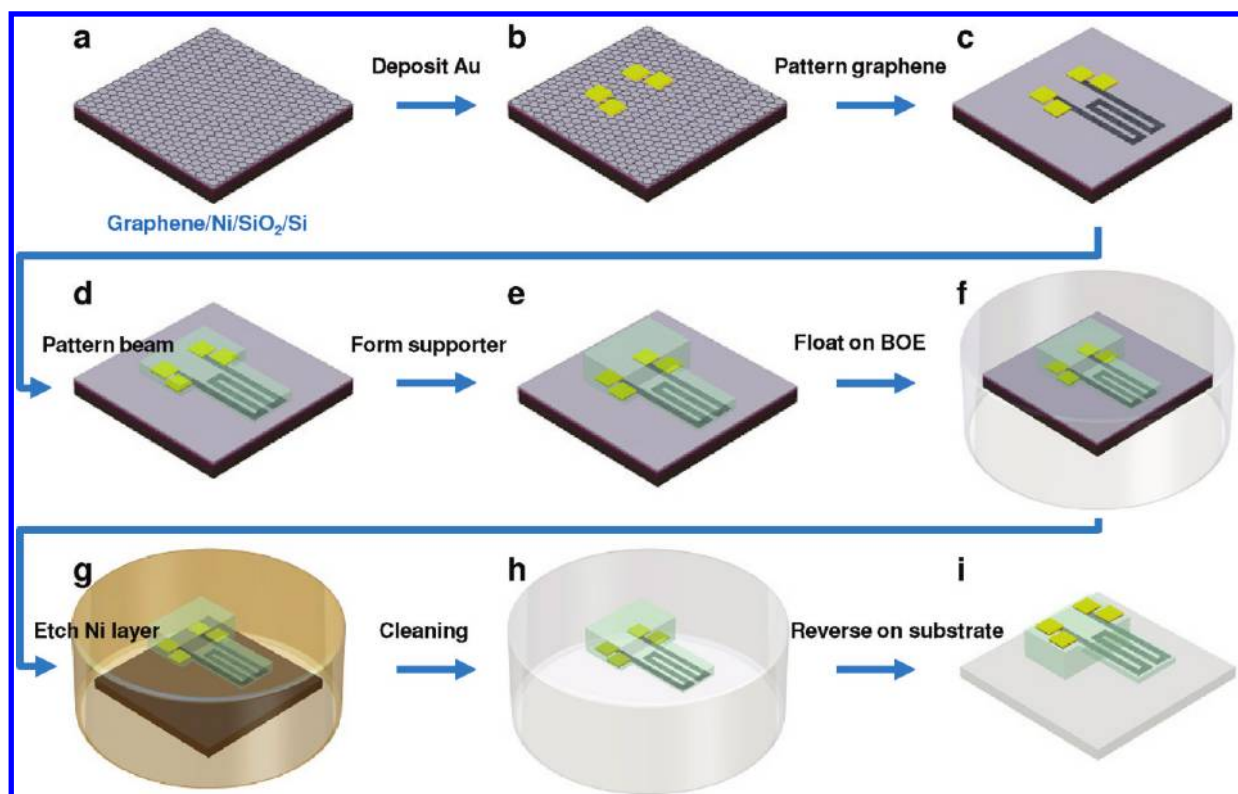 a
Deposit Au
b
Pattern graphene
c
Graphene/Ni/SiO₂/Si
d
Pattern beam
e
Form supporter
f
Float on BOE
g
Etch Ni layer
h
Cleaning
i
Reverse on substrate